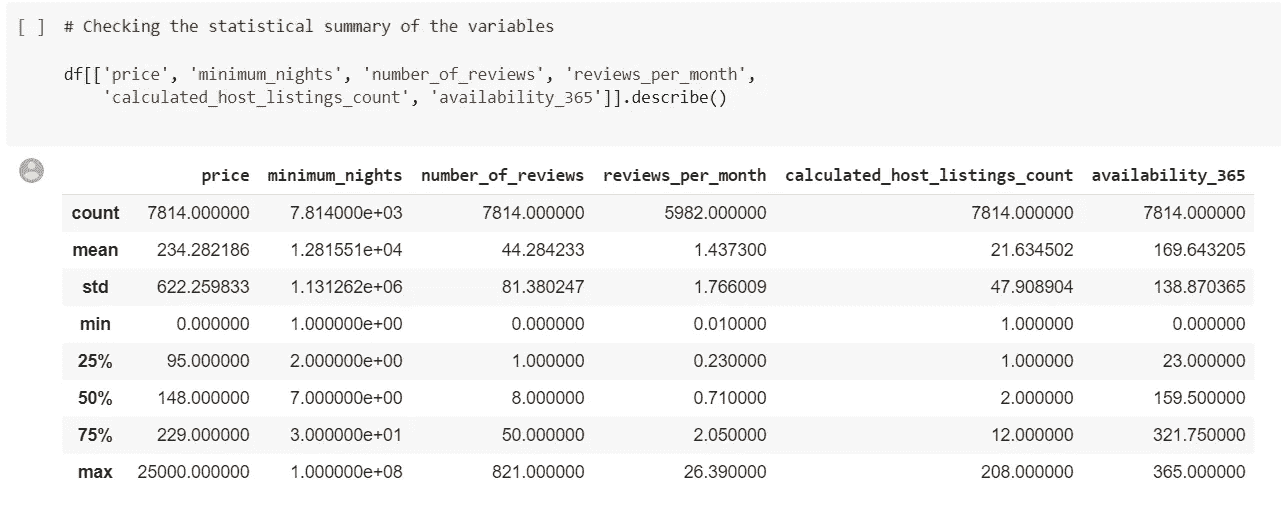 [ ] # Checking the statistical summary of the variables
df[['price', 'minimum_nights', 'number_of_reviews', 'reviews_per_month',
'calculated_host_listings_count', 'availability_365']].describe()
price minimum_nights number_of_reviews reviews_per_month calculated_host_listings_count availability_365
count 7814.000000 7.814000e+03 7814.000000 5982.000000 7814.000000 7814.000000
mean 234.282186 1.281551e+04 44.284233 1.437300 21.634502 169.643205
std 622.259833 1.131262e+06 81.380247 1.766009 47.908904 138.870365
min 0.000000 1.000000e+00 0.000000 0.010000 1.000000 0.000000
25% 95.000000 2.000000e+00 1.000000 0.230000 1.000000 23.000000
50% 148.000000 7.000000e+00 8.000000 0.710000 2.000000 159.500000
75% 229.000000 3.000000e+01 50.000000 2.050000 12.000000 321.750000
max 25000.000000 1.000000e+08 821.000000 26.390000 208.000000 365.000000